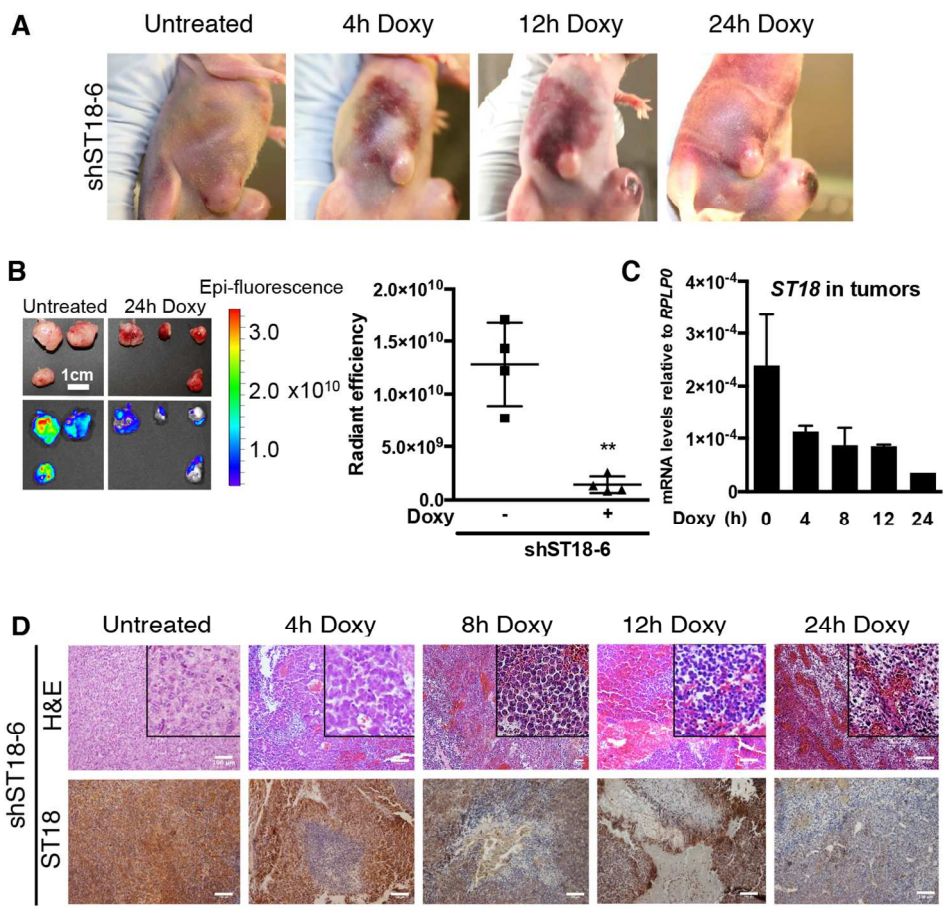 A
Untreated
4h Doxy
12h Doxy
24h Doxy
shST18-6
B
Untreated
24h Doxy
Epi-fluorescence
1cm
3.0
2.0
x10¹⁰
1.0
Radiant efficiency
2.0×10¹⁰
1.5×10¹⁰
1.0×10¹⁰
5.0×10⁹
0.0
**
Doxy
-
+
shST18-6
C
ST18 in tumors
mRNA levels relative to RPLP0
4×10⁻⁴
3×10⁻⁴
2×10⁻⁴
1×10⁻⁴
0
Doxy (h) 0 4 8 12 24
D
Untreated
4h Doxy
8h Doxy
12h Doxy
24h Doxy
shST18-6
H&E
100 μm
ST18